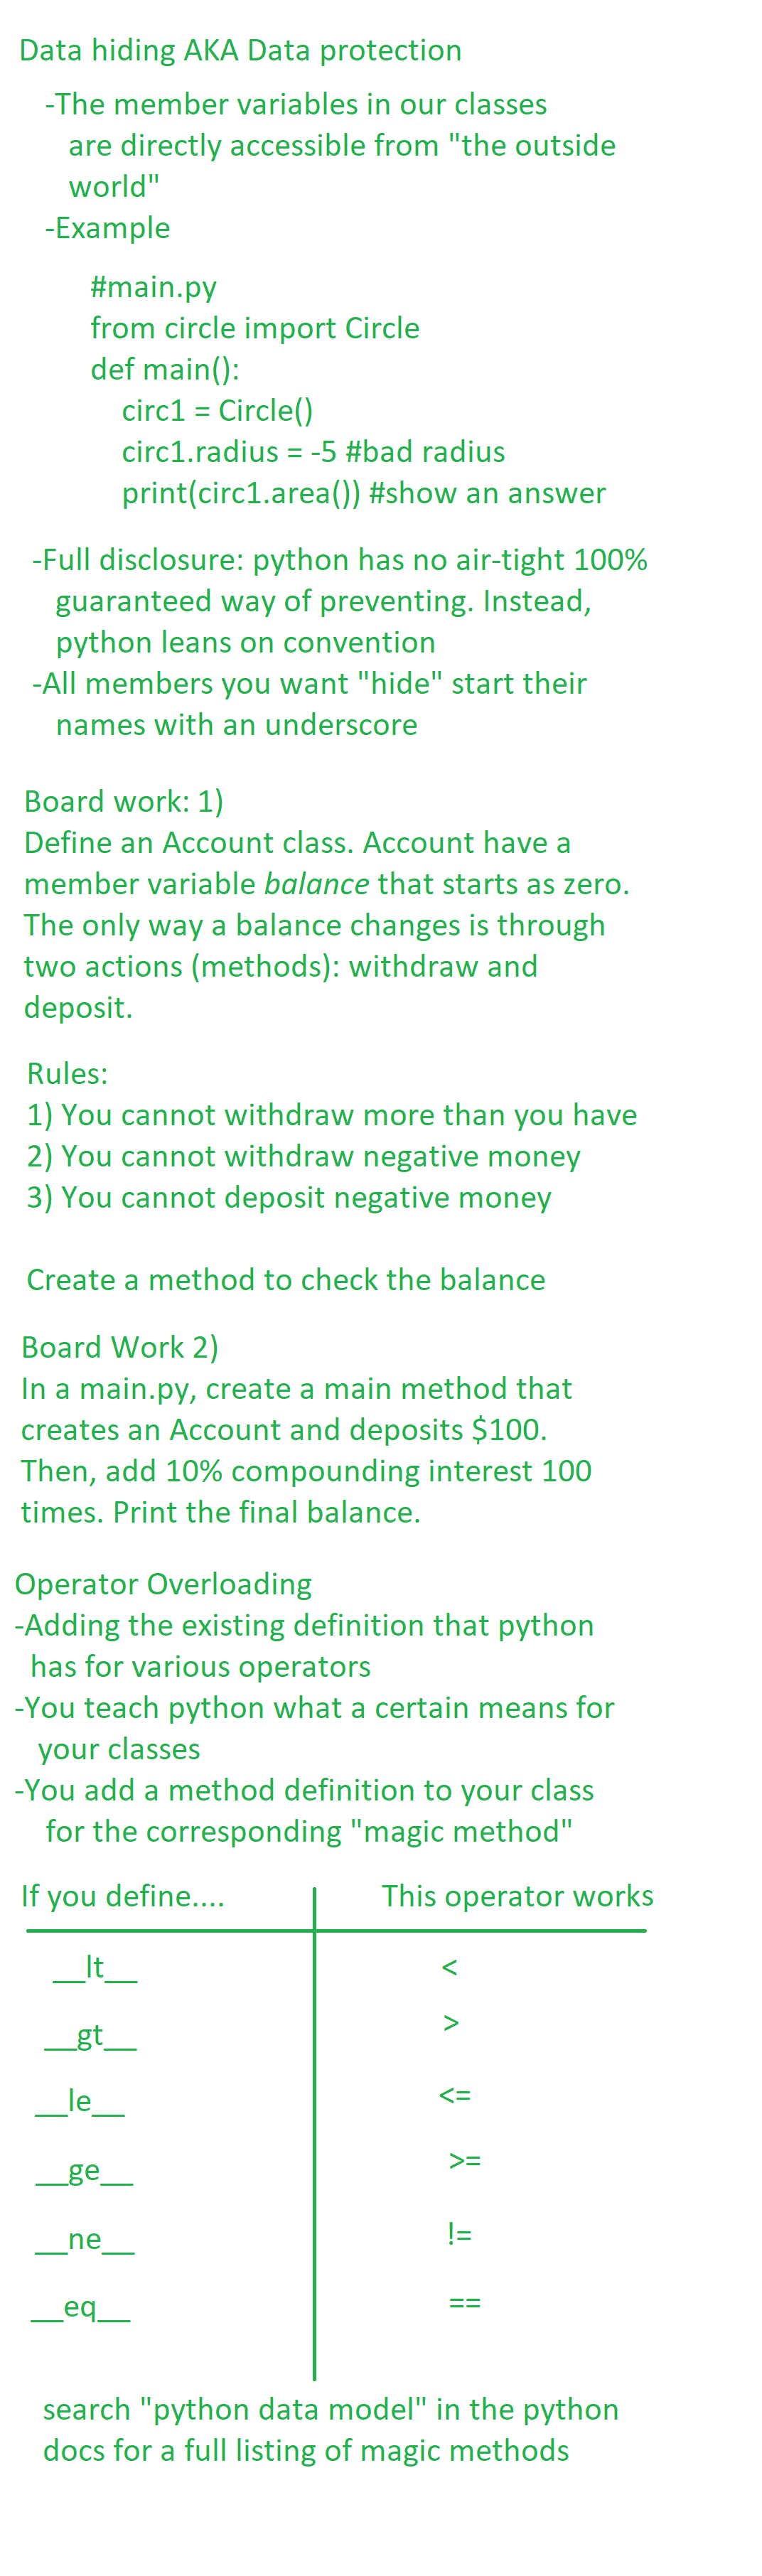 Data hiding AKA Data protection
-The member variables in our classes
are directly accessible from "the outside
world"
-Example
#main.py
from circle import Circle
def main():
circ1 = Circle()
circ1.radius = -5 #bad radius
print(circ1.area()) #show an answer
-Full disclosure: python has no air-tight 100%
guaranteed way of preventing. Instead,
python leans on convention
-All members you want "hide" start their
names with an underscore
Board work: 1)
Define an Account class. Account have a
member variable balance that starts as zero.
The only way a balance changes is through
two actions (methods): withdraw and
deposit.
Rules:
1) You cannot withdraw more than you have
2) You cannot withdraw negative money
3) You cannot deposit negative money
Create a method to check the balance
Board Work 2)
In a main.py, create a main method that
creates an Account and deposits $100.
Then, add 10% compounding interest 100
times. Print the final balance.
Operator Overloading
-Adding the existing definition that python
has for various operators
-You teach python what a certain means for
your classes
-You add a method definition to your class
for the corresponding "magic method"
If you define.... This operator works
__lt__ <
__gt__ >
__le__ <=
__ge__ >=
__ne__ !=
__eq__ ==
search "python data model" in the python
docs for a full listing of magic methods